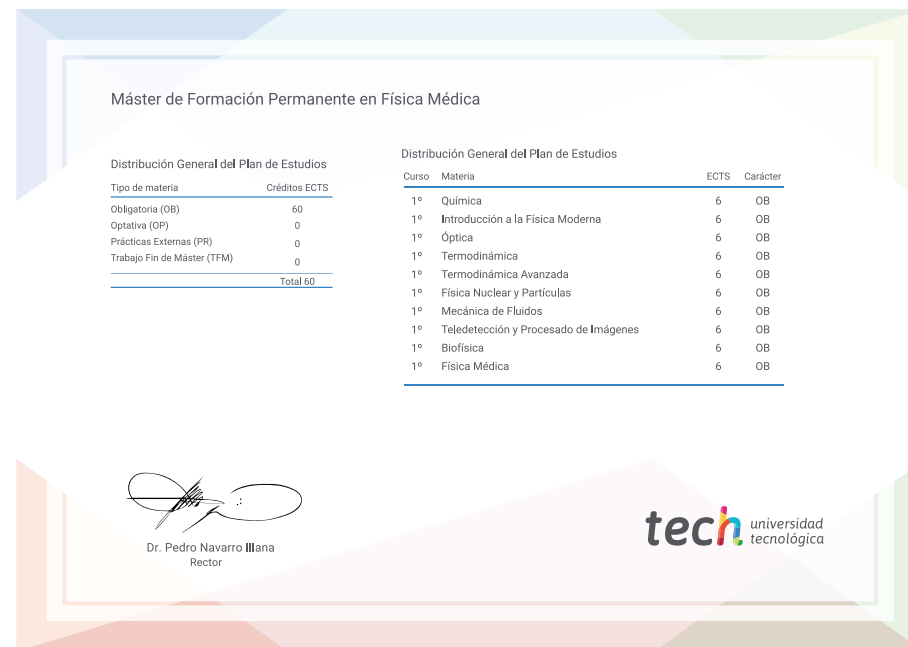 Máster de Formación Permanente en Física Médica
Distribución General del Plan de Estudios
Tipo de materia Créditos ECTS
Obligatoria (OB) 60
Optativa (OP) 0
Prácticas Externas (PR) 0
Trabajo Fin de Máster (TFM) 0
Total 60
Distribución General del Plan de Estudios
Curso Materia ECTS Carácter
1º Química 6 OB
1º Introducción a la Física Moderna 6 OB
1º Óptica 6 OB
1º Termodinámica 6 OB
1º Termodinámica Avanzada 6 OB
1º Física Nuclear y Partículas 6 OB
1º Mecánica de Fluidos 6 OB
1º Teledetección y Procesado de Imágenes 6 OB
1º Biofísica 6 OB
1º Física Médica 6 OB
Dr. Pedro Navarro Illana
Rector
tech universidad
tecnológica